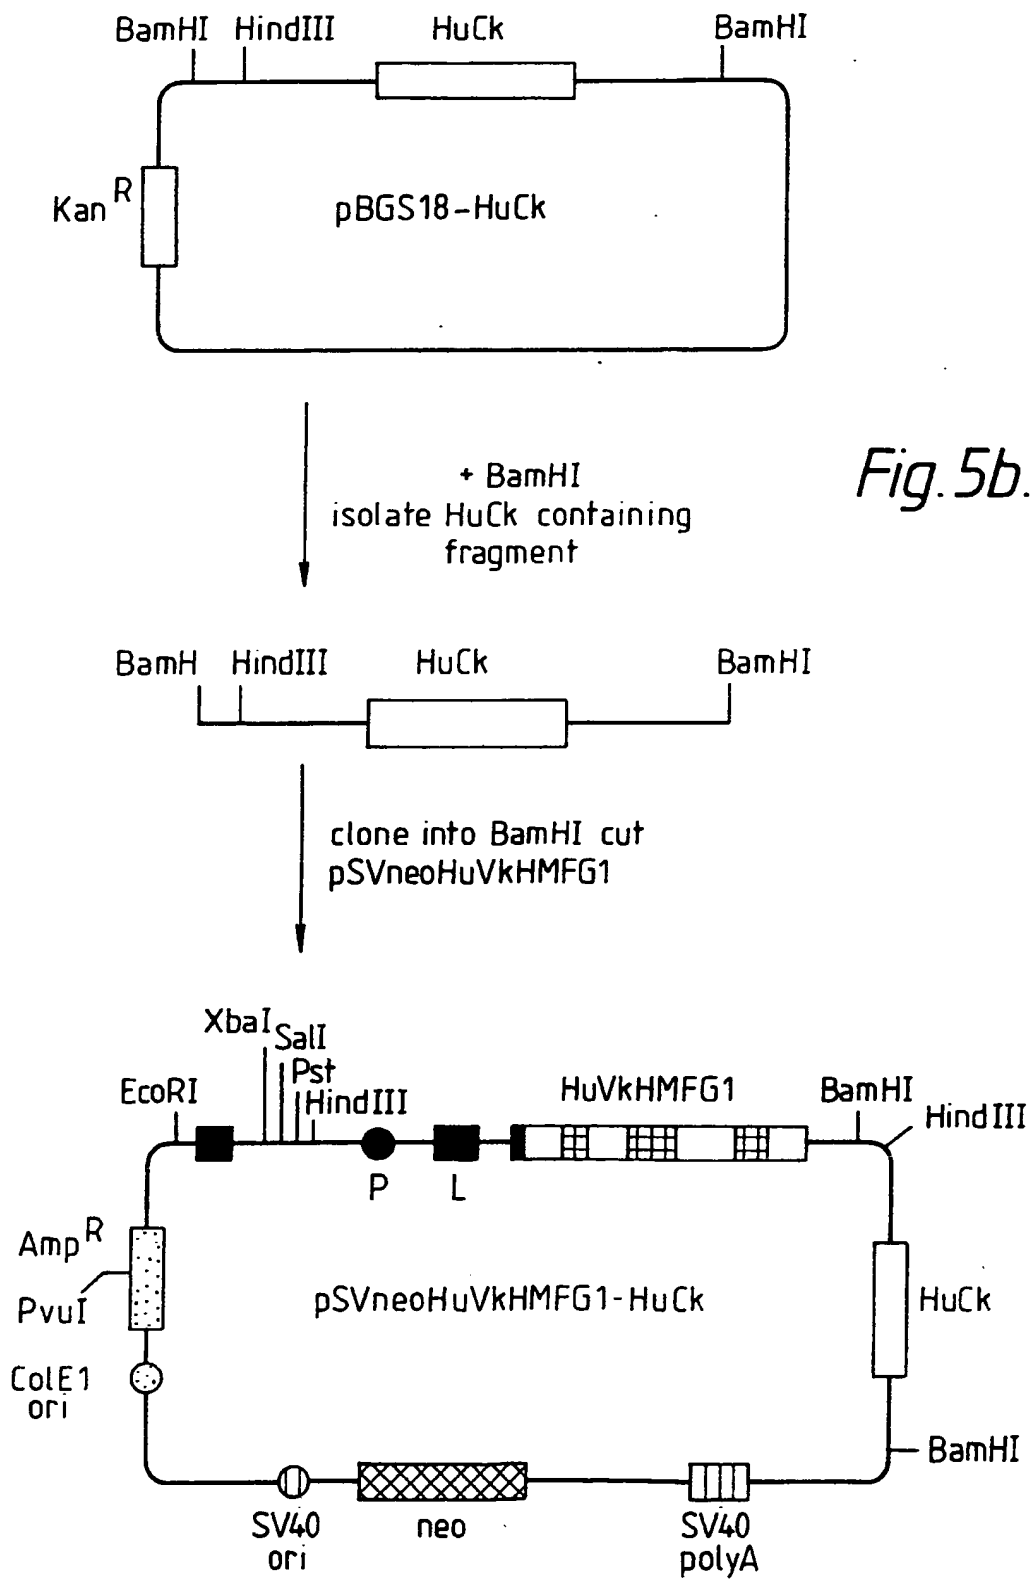 BamHI HindIII HuCk BamHI
Kan R
pBGS18-HuCk
+ BamHI
isolate HuCk containing
fragment
Fig. 5b.
BamH HindIII HuCk BamHI
clone into BamHI cut
pSVneoHuVkHMFG1
XbaI
SalI
Pst
HindIII
EcoRI
HuVkHMFG1
BamHI
HindIII
P L
Amp R
PvuI
pSVneoHuVkHMFG1-HuCk
HuCk
ColE1
ori
BamHI
SV40
ori
neo
SV40
polyA